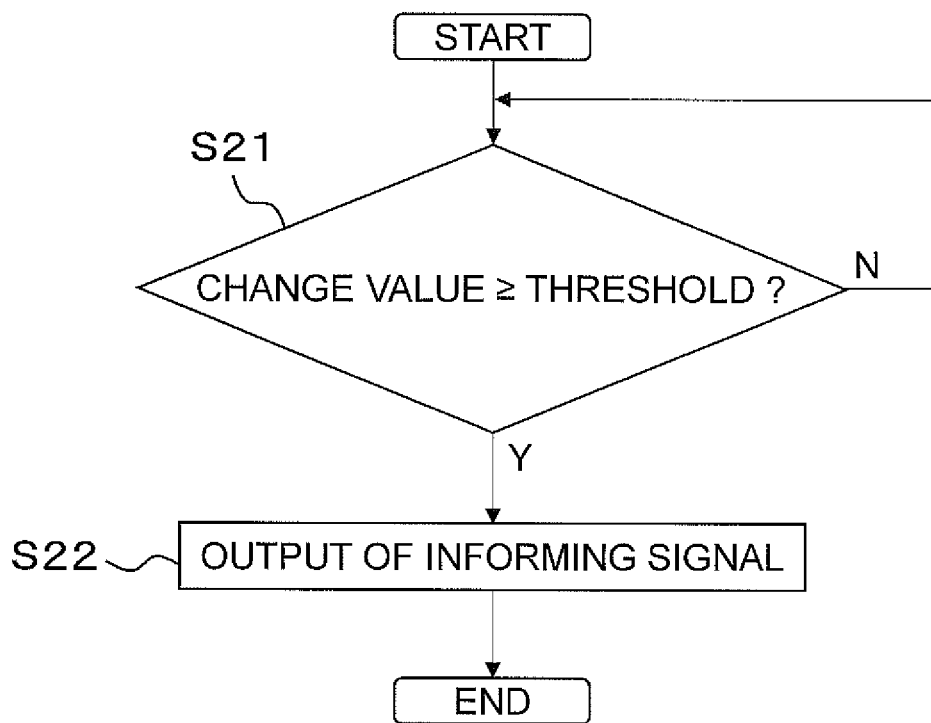 START
S21
CHANGE VALUE ≥ THRESHOLD ?
N
Y
S22
OUTPUT OF INFORMING SIGNAL
END